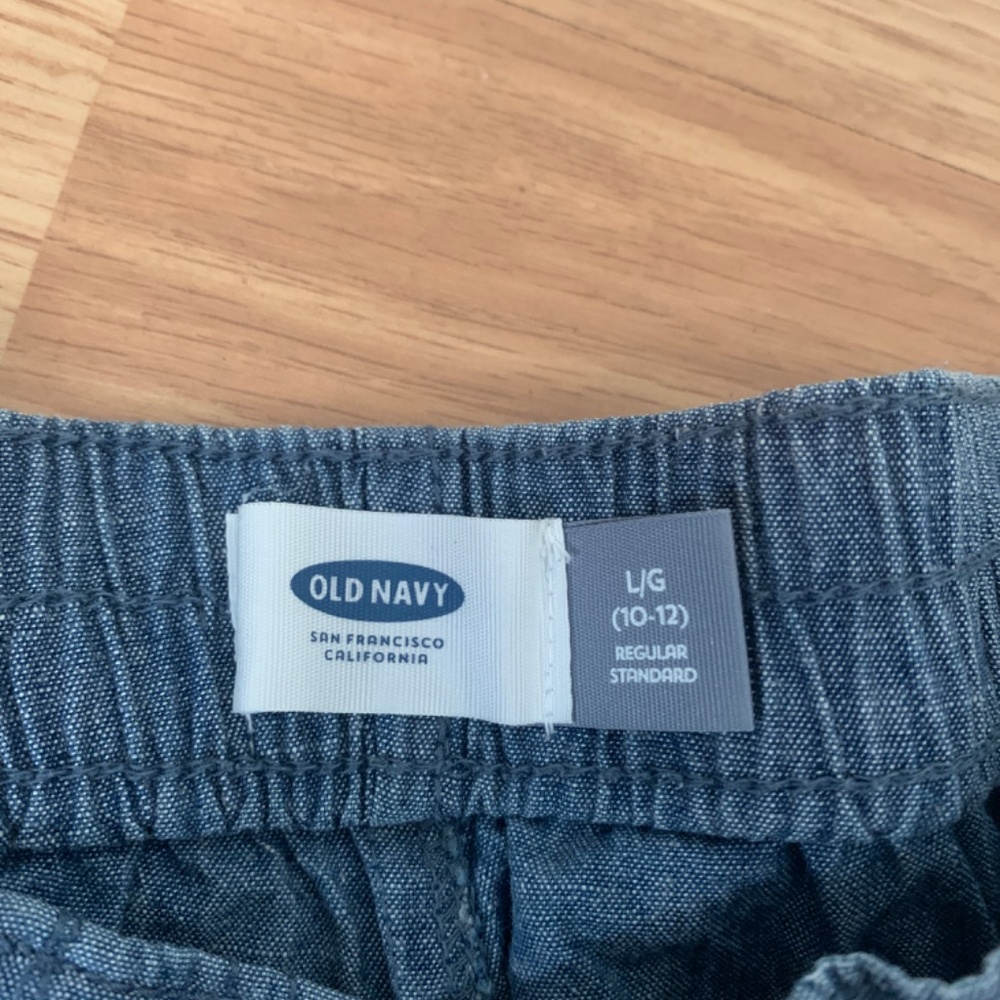 OLD NAVY
SAN FRANCISCO
CALIFORNIA
L/G
(10-12)
REGULAR
STANDARD